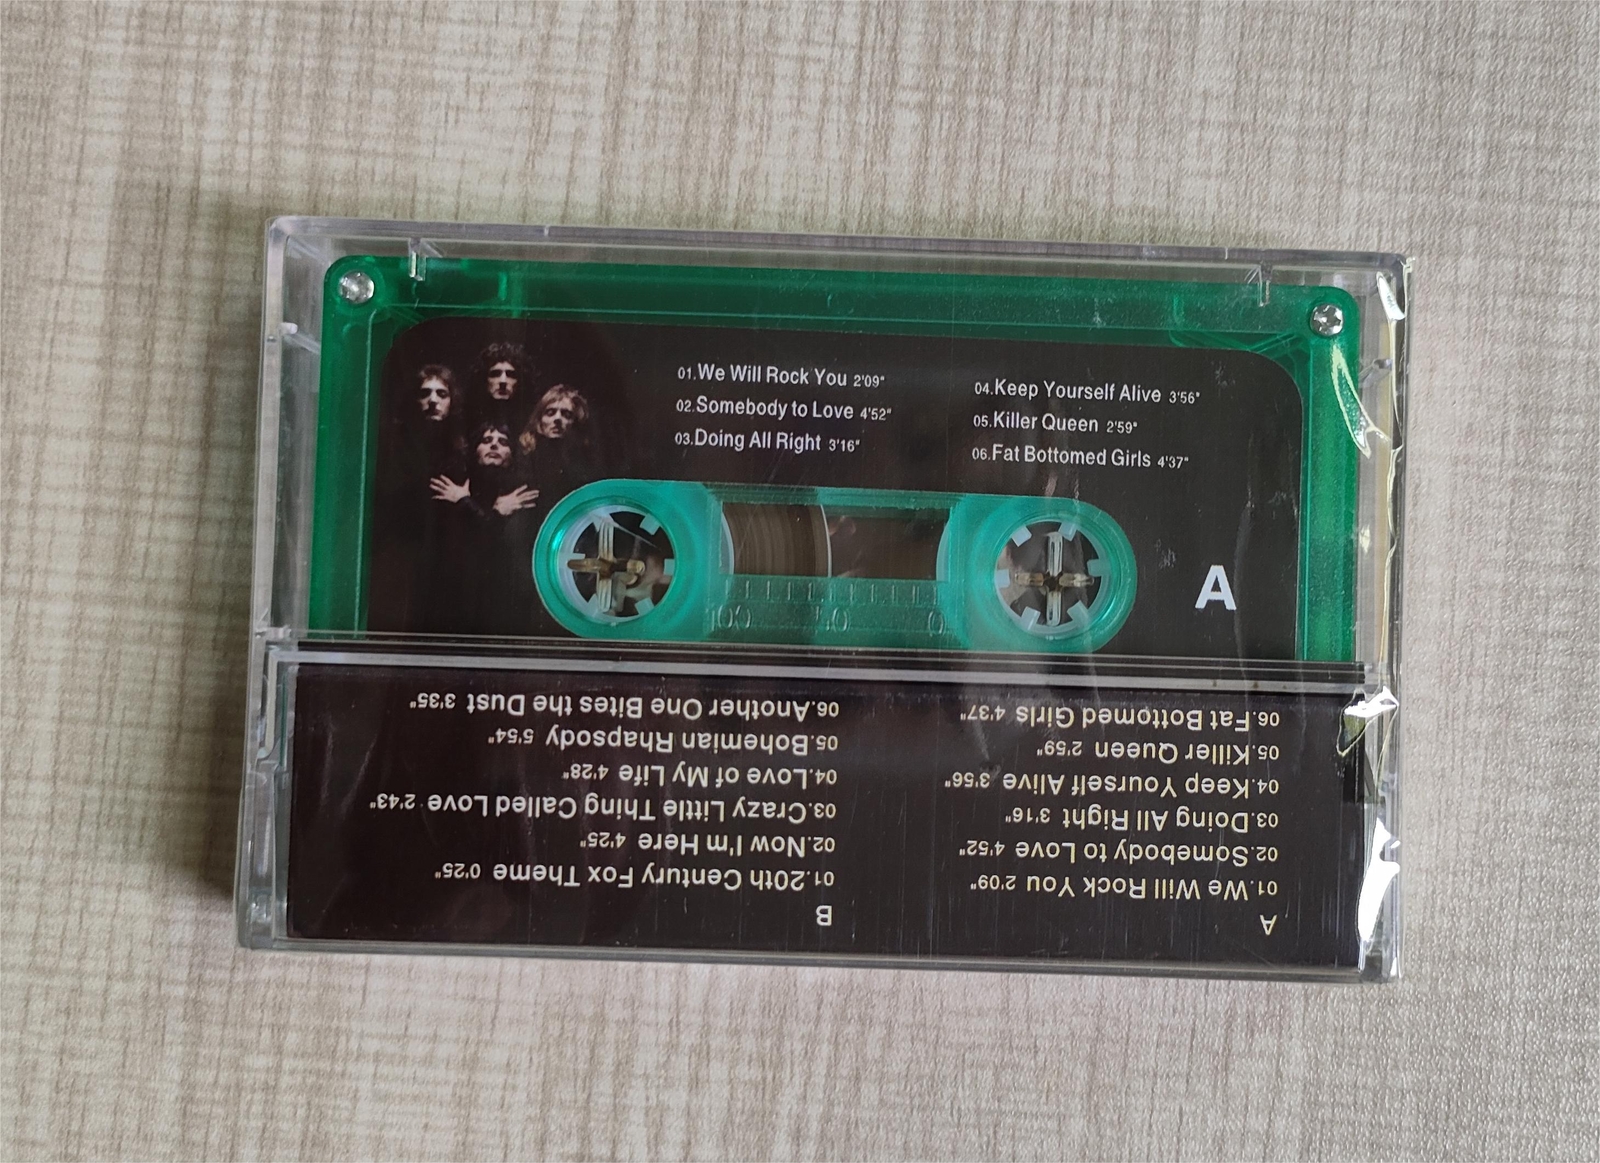 01.We Will Rock You 2'09"
02.Somebody to Love 4'52"
03.Doing All Right 3'16"
04.Keep Yourself Alive 3'56"
05.Killer Queen 2'59"
06.Fat Bottomed Girls 4'37"
A
100 50 0
A
01.We Will Rock You 2'09"
02.Somebody to Love 4'52"
03.Doing All Right 3'16"
04.Keep Yourself Alive 3'56"
05.Killer Queen 2'59"
06.Fat Bottomed Girls 4'37"
B
01.20th Century Fox Theme 0'25"
02.Now I'm Here 4'25"
03.Crazy Little Thing Called Love 2'43"
04.Love of My Life 4'28"
05.Bohemian Rhapsody 5'54"
06.Another One Bites the Dust 3'35"